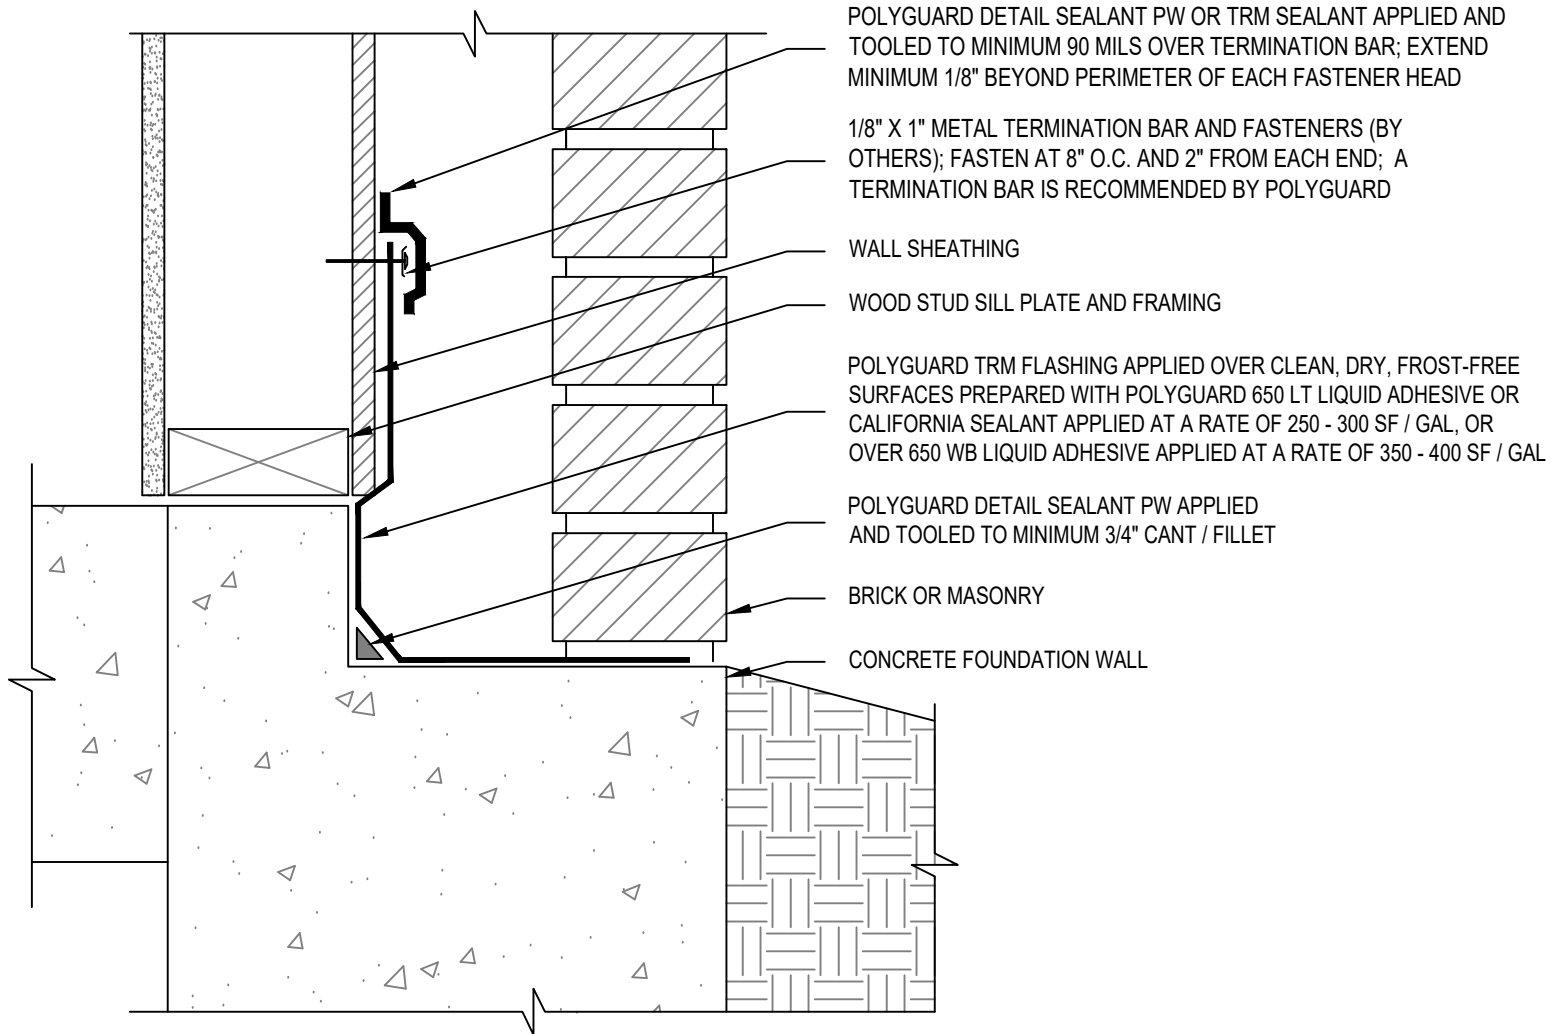 POLYGUARD DETAIL SEALANT PW OR TRM SEALANT APPLIED AND
TOOLED TO MINIMUM 90 MILS OVER TERMINATION BAR; EXTEND
MINIMUM 1/8" BEYOND PERIMETER OF EACH FASTENER HEAD
1/8" X 1" METAL TERMINATION BAR AND FASTENERS (BY
OTHERS); FASTEN AT 8" O.C. AND 2" FROM EACH END; A
TERMINATION BAR IS RECOMMENDED BY POLYGUARD
WALL SHEATHING
WOOD STUD SILL PLATE AND FRAMING
POLYGUARD TRM FLASHING APPLIED OVER CLEAN, DRY, FROST-FREE
SURFACES PREPARED WITH POLYGUARD 650 LT LIQUID ADHESIVE OR
CALIFORNIA SEALANT APPLIED AT A RATE OF 250 - 300 SF / GAL, OR
OVER 650 WB LIQUID ADHESIVE APPLIED AT A RATE OF 350 - 400 SF / GAL
POLYGUARD DETAIL SEALANT PW APPLIED
AND TOOLED TO MINIMUM 3/4" CANT / FILLET
BRICK OR MASONRY
CONCRETE FOUNDATION WALL